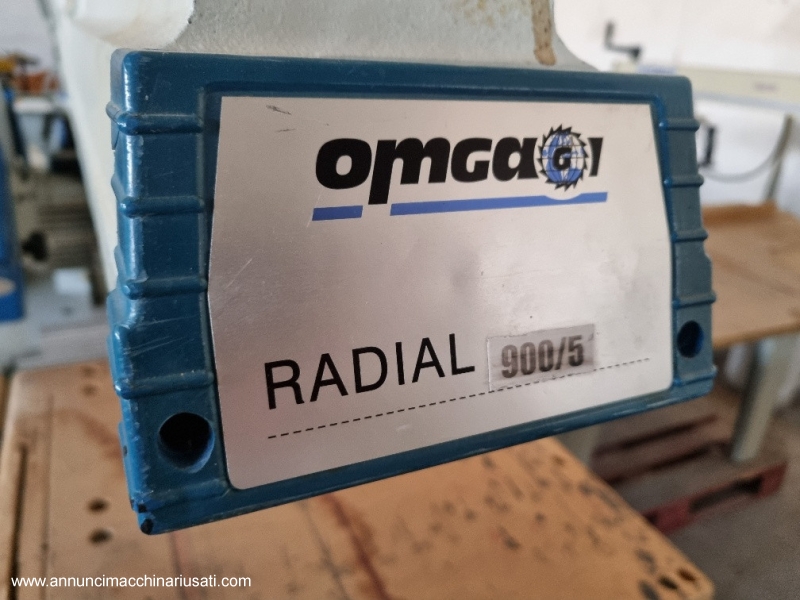 OMGA G I
RADIAL 900/5
www.annuncimacchinariusati.com